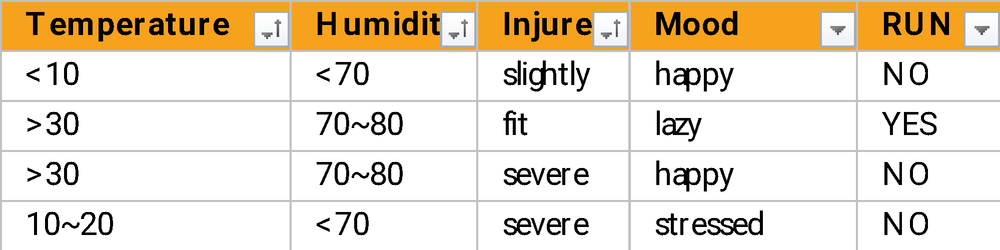 Temperature Humidit Injure Mood RUN
<10 <70 slightly happy NO
>30 70~80 fit lazy YES
>30 70~80 severe happy NO
10~20 <70 severe stressed NO